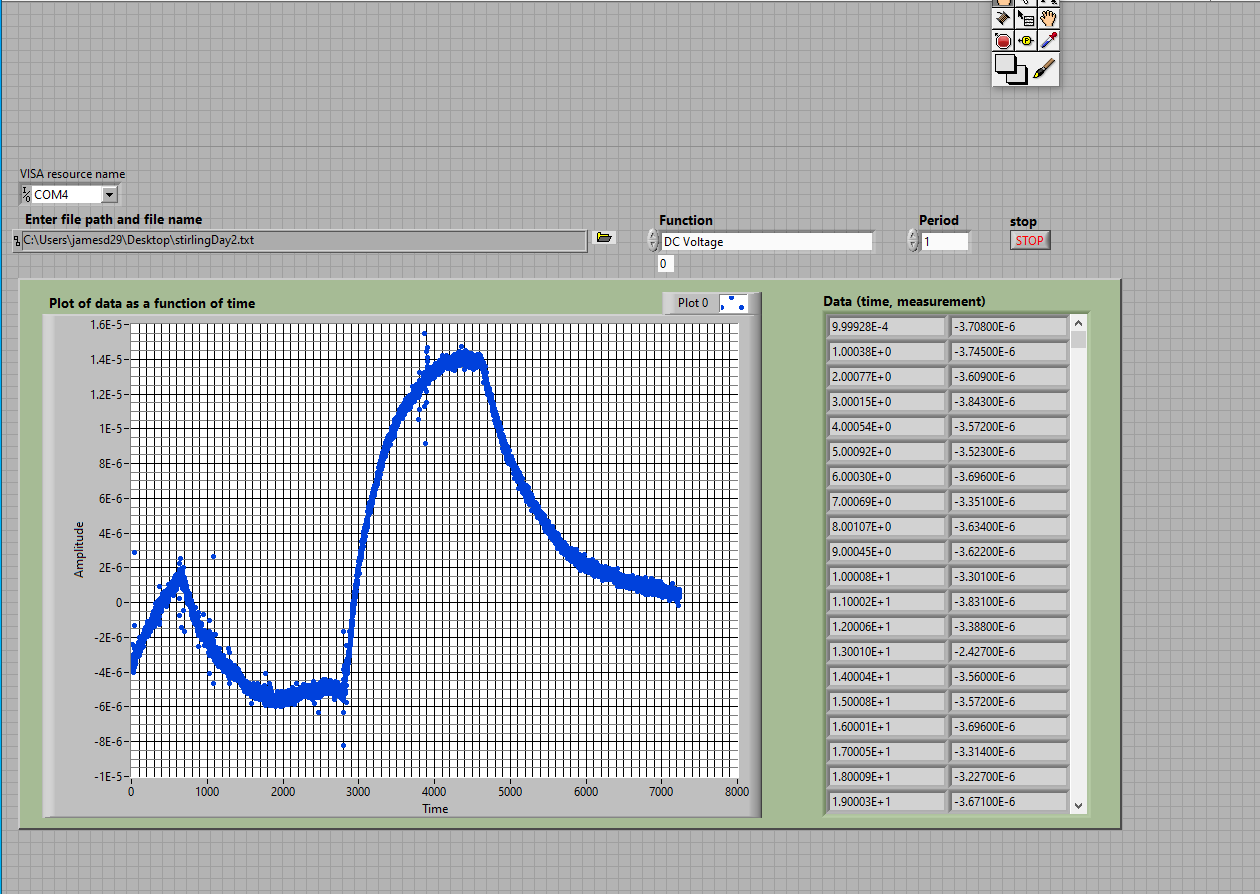 VISA resource name
COM4
Enter file path and file name
C:\Users\jamesd29\Desktop\stirlingDay2.txt
Function
DC Voltage
0
Period
1
stop
STOP
Plot of data as a function of time
Plot 0
1.6E-5
1.4E-5
1.2E-5
1E-5
8E-6
6E-6
4E-6
2E-6
0
-2E-6
-4E-6
-6E-6
-8E-6
-1E-5
Amplitude
0 1000 2000 3000 4000 5000 6000 7000 8000
Time
Data (time, measurement)
9.99928E-4 -3.70800E-6
1.00038E+0 -3.74500E-6
2.00077E+0 -3.60900E-6
3.00015E+0 -3.84300E-6
4.00054E+0 -3.57200E-6
5.00092E+0 -3.52300E-6
6.00030E+0 -3.69600E-6
7.00069E+0 -3.35100E-6
8.00107E+0 -3.63400E-6
9.00045E+0 -3.62200E-6
1.00008E+1 -3.30100E-6
1.10002E+1 -3.83100E-6
1.20006E+1 -3.38800E-6
1.30010E+1 -2.42700E-6
1.40004E+1 -3.56000E-6
1.50008E+1 -3.57200E-6
1.60001E+1 -3.69600E-6
1.70005E+1 -3.31400E-6
1.80009E+1 -3.22700E-6
1.90003E+1 -3.67100E-6